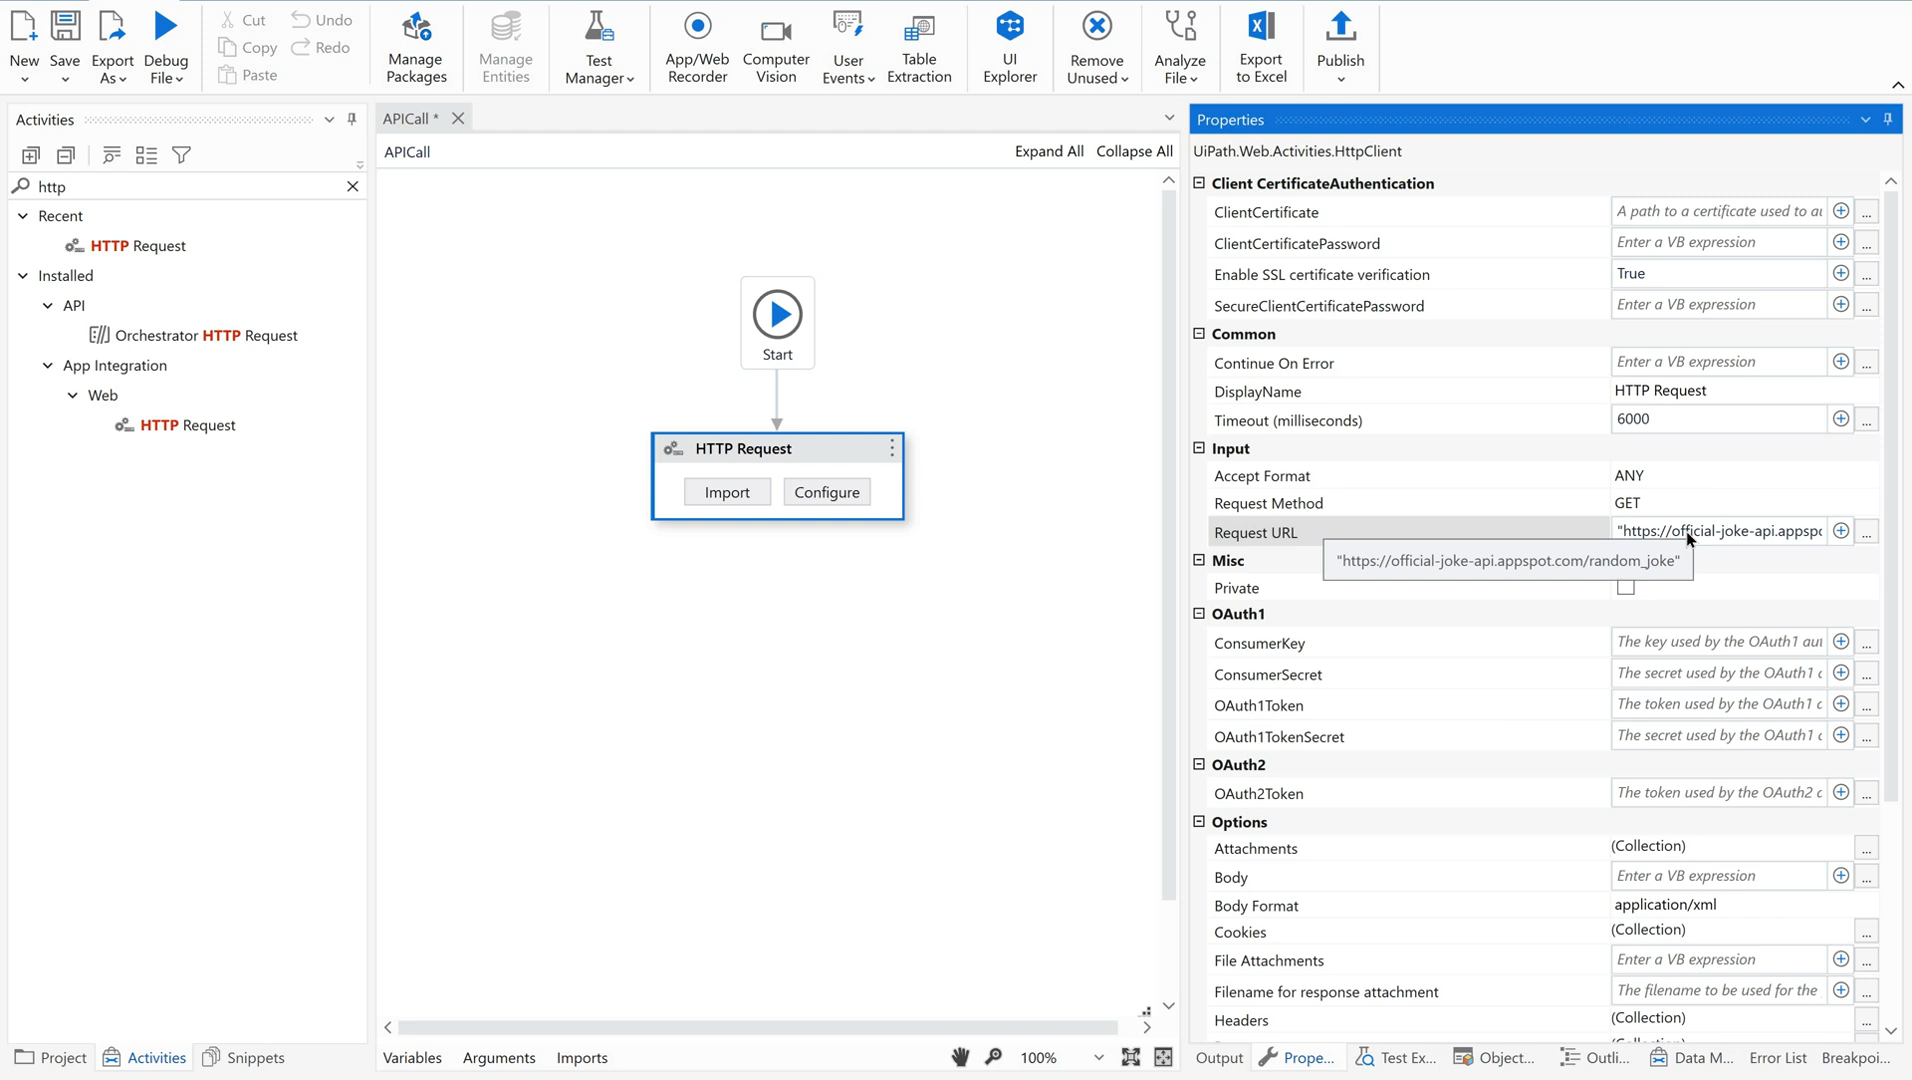 New
Save
Export As
Debug File
Cut
Copy
Paste
Undo
Redo
Manage Packages
Manage Entities
Test Manager
App/Web Recorder
Computer Vision
User Events
Table Extraction
UI Explorer
Remove Unused
Analyze File
Export to Excel
Publish
Activities
http
Recent
HTTP Request
Installed
API
Orchestrator HTTP Request
App Integration
Web
HTTP Request
APICall *
APICall
Expand All
Collapse All
Start
HTTP Request
Import
Configure
Properties
UiPath.Web.Activities.HttpClient
Client CertificateAuthentication
ClientCertificate A path to a certificate used to au
ClientCertificatePassword Enter a VB expression
Enable SSL certificate verification True
SecureClientCertificatePassword Enter a VB expression
Common
Continue On Error Enter a VB expression
DisplayName HTTP Request
Timeout (milliseconds) 6000
Input
Accept Format ANY
Request Method GET
Request URL "https://official-joke-api.appspo
"https://official-joke-api.appspot.com/random_joke"
Misc
Private
OAuth1
ConsumerKey The key used by the OAuth1 aut
ConsumerSecret The secret used by the OAuth1 c
OAuth1Token The token used by the OAuth1 c
OAuth1TokenSecret The secret used by the OAuth1 c
OAuth2
OAuth2Token The token used by the OAuth2 c
Options
Attachments (Collection)
Body Enter a VB expression
Body Format application/xml
Cookies (Collection)
File Attachments Enter a VB expression
Filename for response attachment The filename to be used for the
Headers (Collection)
Project
Activities
Snippets
Variables
Arguments
Imports
100%
Output
Prope...
Test Ex...
Object...
Outli...
Data M...
Error List
Breakpoi...